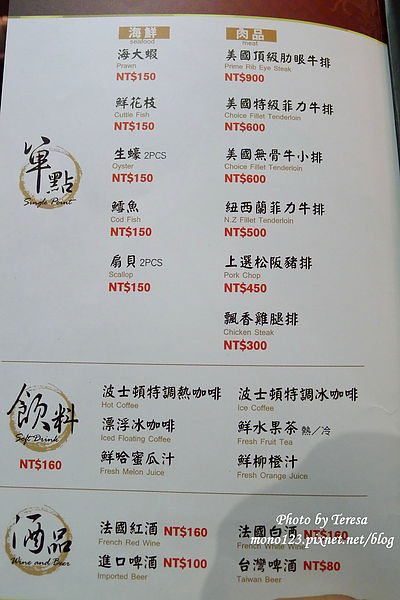 海鮮
seafood
海大蝦
Prawn
NT$150
鮮花枝
Cuttle Fish
NT$150
生蠔 2PCS
Oyster
NT$150
鱈魚
Cod Fish
NT$150
扇貝 2PCS
Scallop
NT$150
肉品
meat
美國頂級肋眼牛排
Prime Rib Eye Steak
NT$900
美國特級菲力牛排
Choice Fillet Tenderloin
NT$600
美國無骨牛小排
Choice Fillet Tenderloin
NT$600
紐西蘭菲力牛排
N.Z Fillet Tenderloin
NT$500
上選松阪豬排
Pork Chop
NT$450
飄香雞腿排
Chicken Steak
NT$300
單點
Single Point
飲料
Soft Drink
NT$160
波士頓特調熱咖啡
Hot Coffee
漂浮冰咖啡
Iced Floating Coffee
鮮哈蜜瓜汁
Fresh Melon Juice
波士頓特調冰咖啡
Ice Coffee
鮮水果茶 熱／冷
Fresh Fruit Tea
鮮柳橙汁
Fresh Orange Juice
酒品
Wine and Beer
法國紅酒 NT$160
French Red Wine
進口啤酒 NT$100
Imported Beer
法國白酒 NT$160
French White Wine
台灣啤酒 NT$80
Taiwan Beer
Photo by Teresa
mono123.pixnet.net/blog